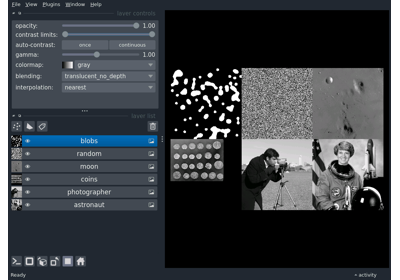 File View Plugins Window Help
layer controls
opacity: 1.00
contrast limits:
auto-contrast: once continuous
gamma: 1.00
colormap: gray
blending: translucent_no_depth
interpolation: nearest
layer list
blobs
random
moon
coins
photographer
astronaut
Ready activity